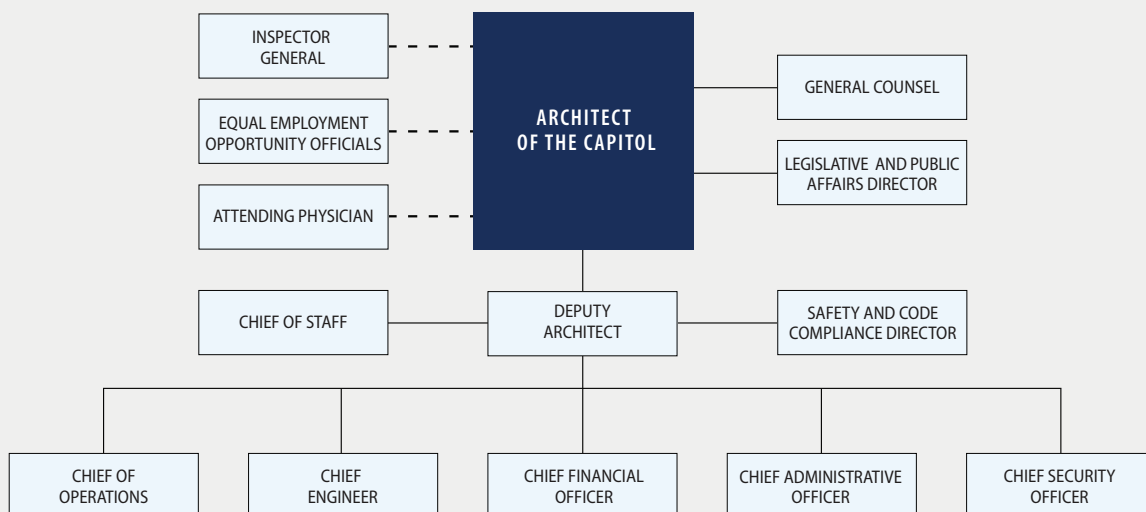 INSPECTOR
GENERAL
EQUAL EMPLOYMENT
OPPORTUNITY OFFICIALS
ATTENDING PHYSICIAN
ARCHITECT
OF THE CAPITOL
GENERAL COUNSEL
LEGISLATIVE AND PUBLIC
AFFAIRS DIRECTOR
CHIEF OF STAFF
DEPUTY
ARCHITECT
SAFETY AND CODE
COMPLIANCE DIRECTOR
CHIEF OF
OPERATIONS
CHIEF
ENGINEER
CHIEF FINANCIAL
OFFICER
CHIEF ADMINISTRATIVE
OFFICER
CHIEF SECURITY
OFFICER